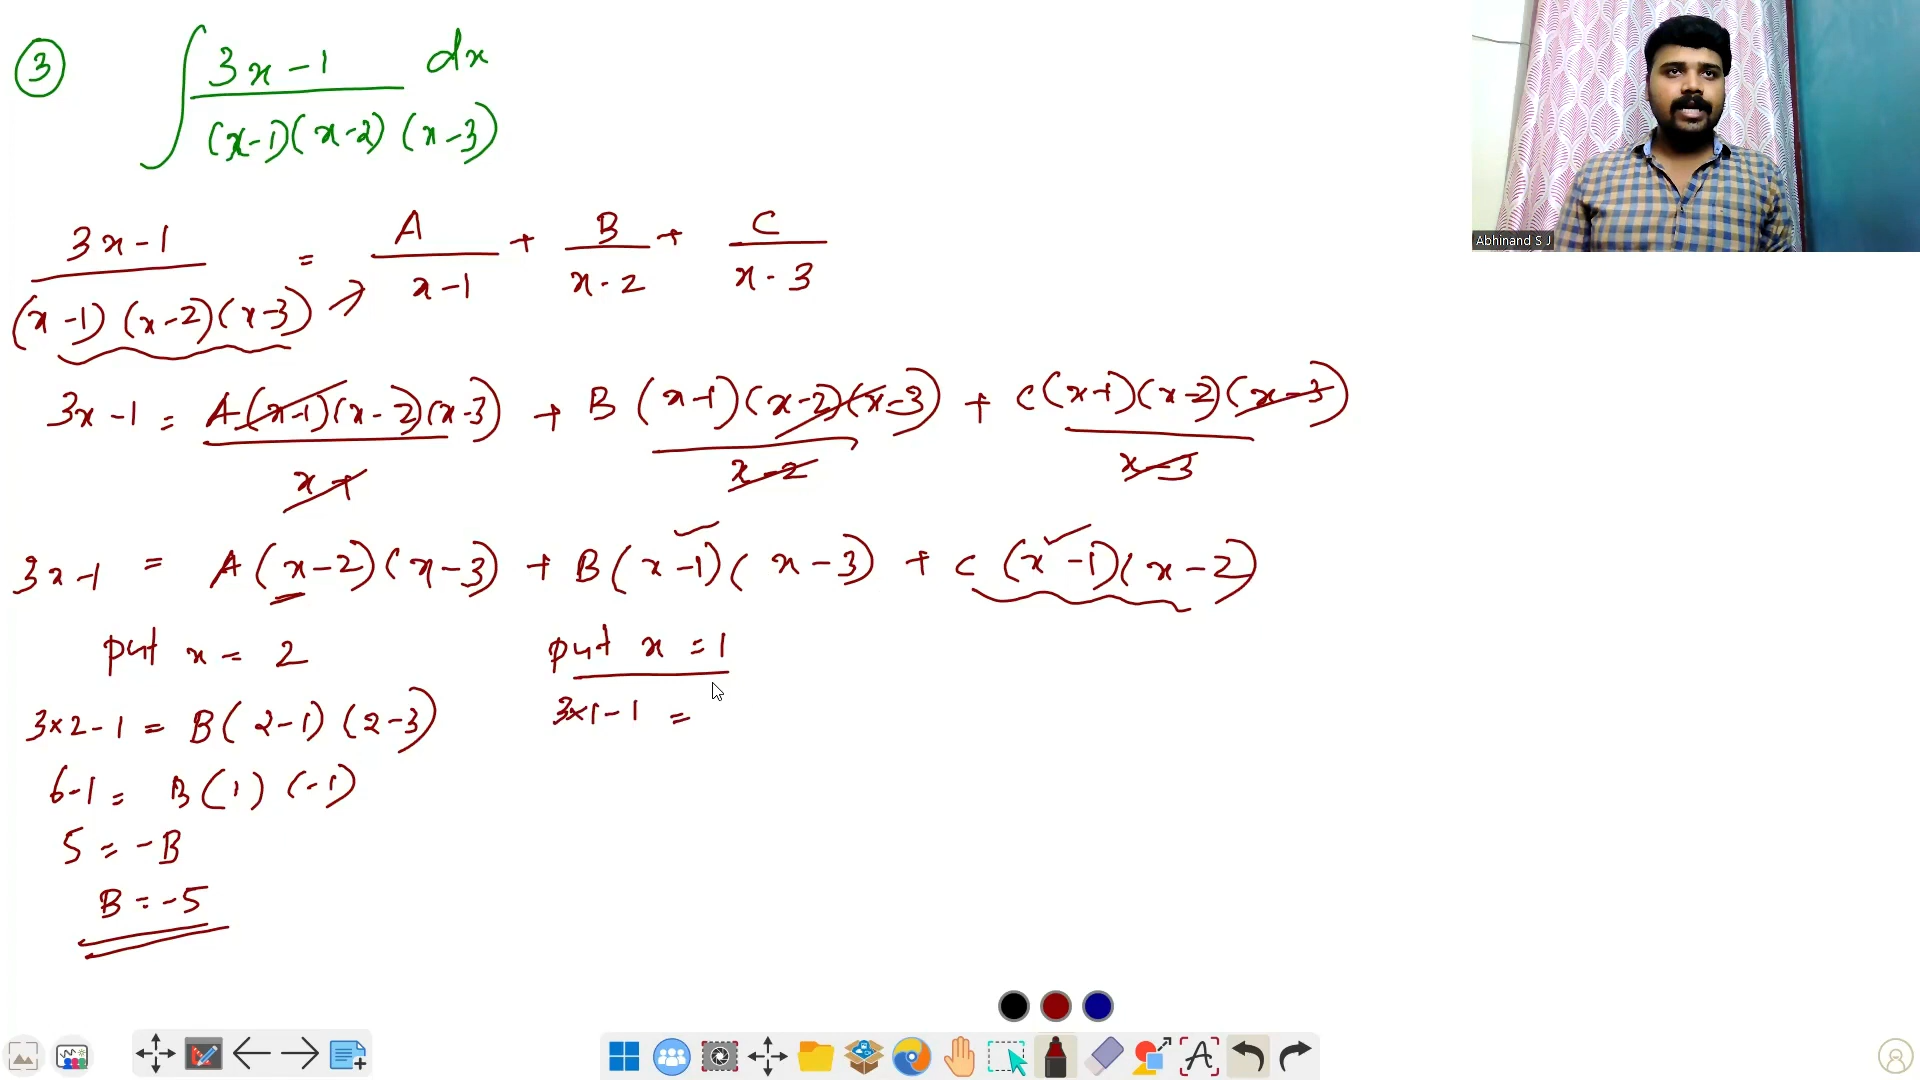 ③ ∫ 3x-1 / (x-1)(x-2)(x-3) dx
Abhinand S J
3x-1 / (x-1)(x-2)(x-3) = A / x-1 + B / x-2 + C / x-3
3x-1 = A(x-1)(x-2)(x-3) / x-1 + B(x-1)(x-2)(x-3) / x-2 + C(x-1)(x-2)(x-3) / x-3
3x-1 = A(x-2)(x-3) + B(x-1)(x-3) + C(x-1)(x-2)
put x = 2
3×2-1 = B(2-1)(2-3)
6-1 = B(1)(-1)
5 = -B
B = -5
put x = 1
3×1-1 =